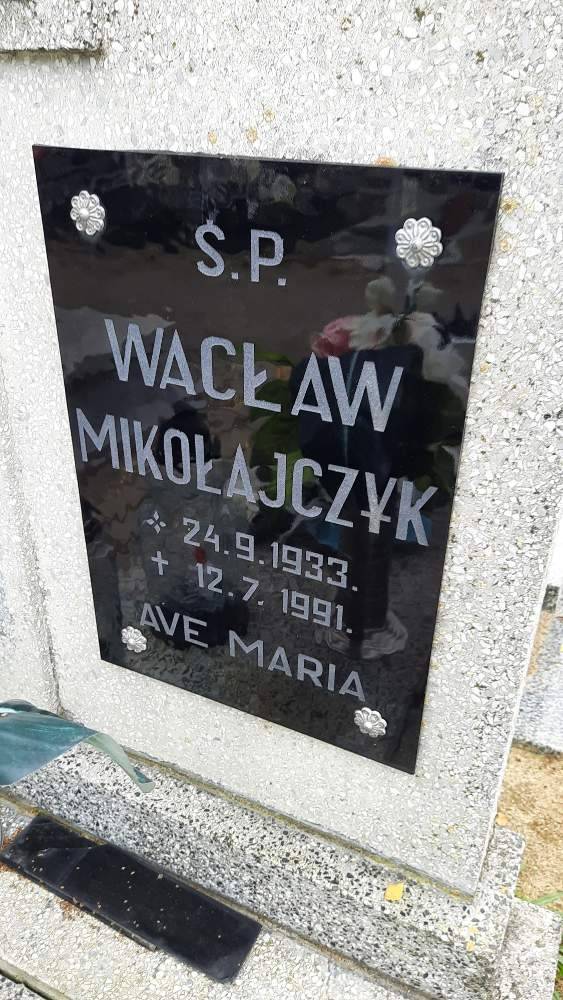 Ś.P.
WACŁAW
MIKOŁAJCZYK
24.9.1933.
12.7.1991.
AVE MARIA